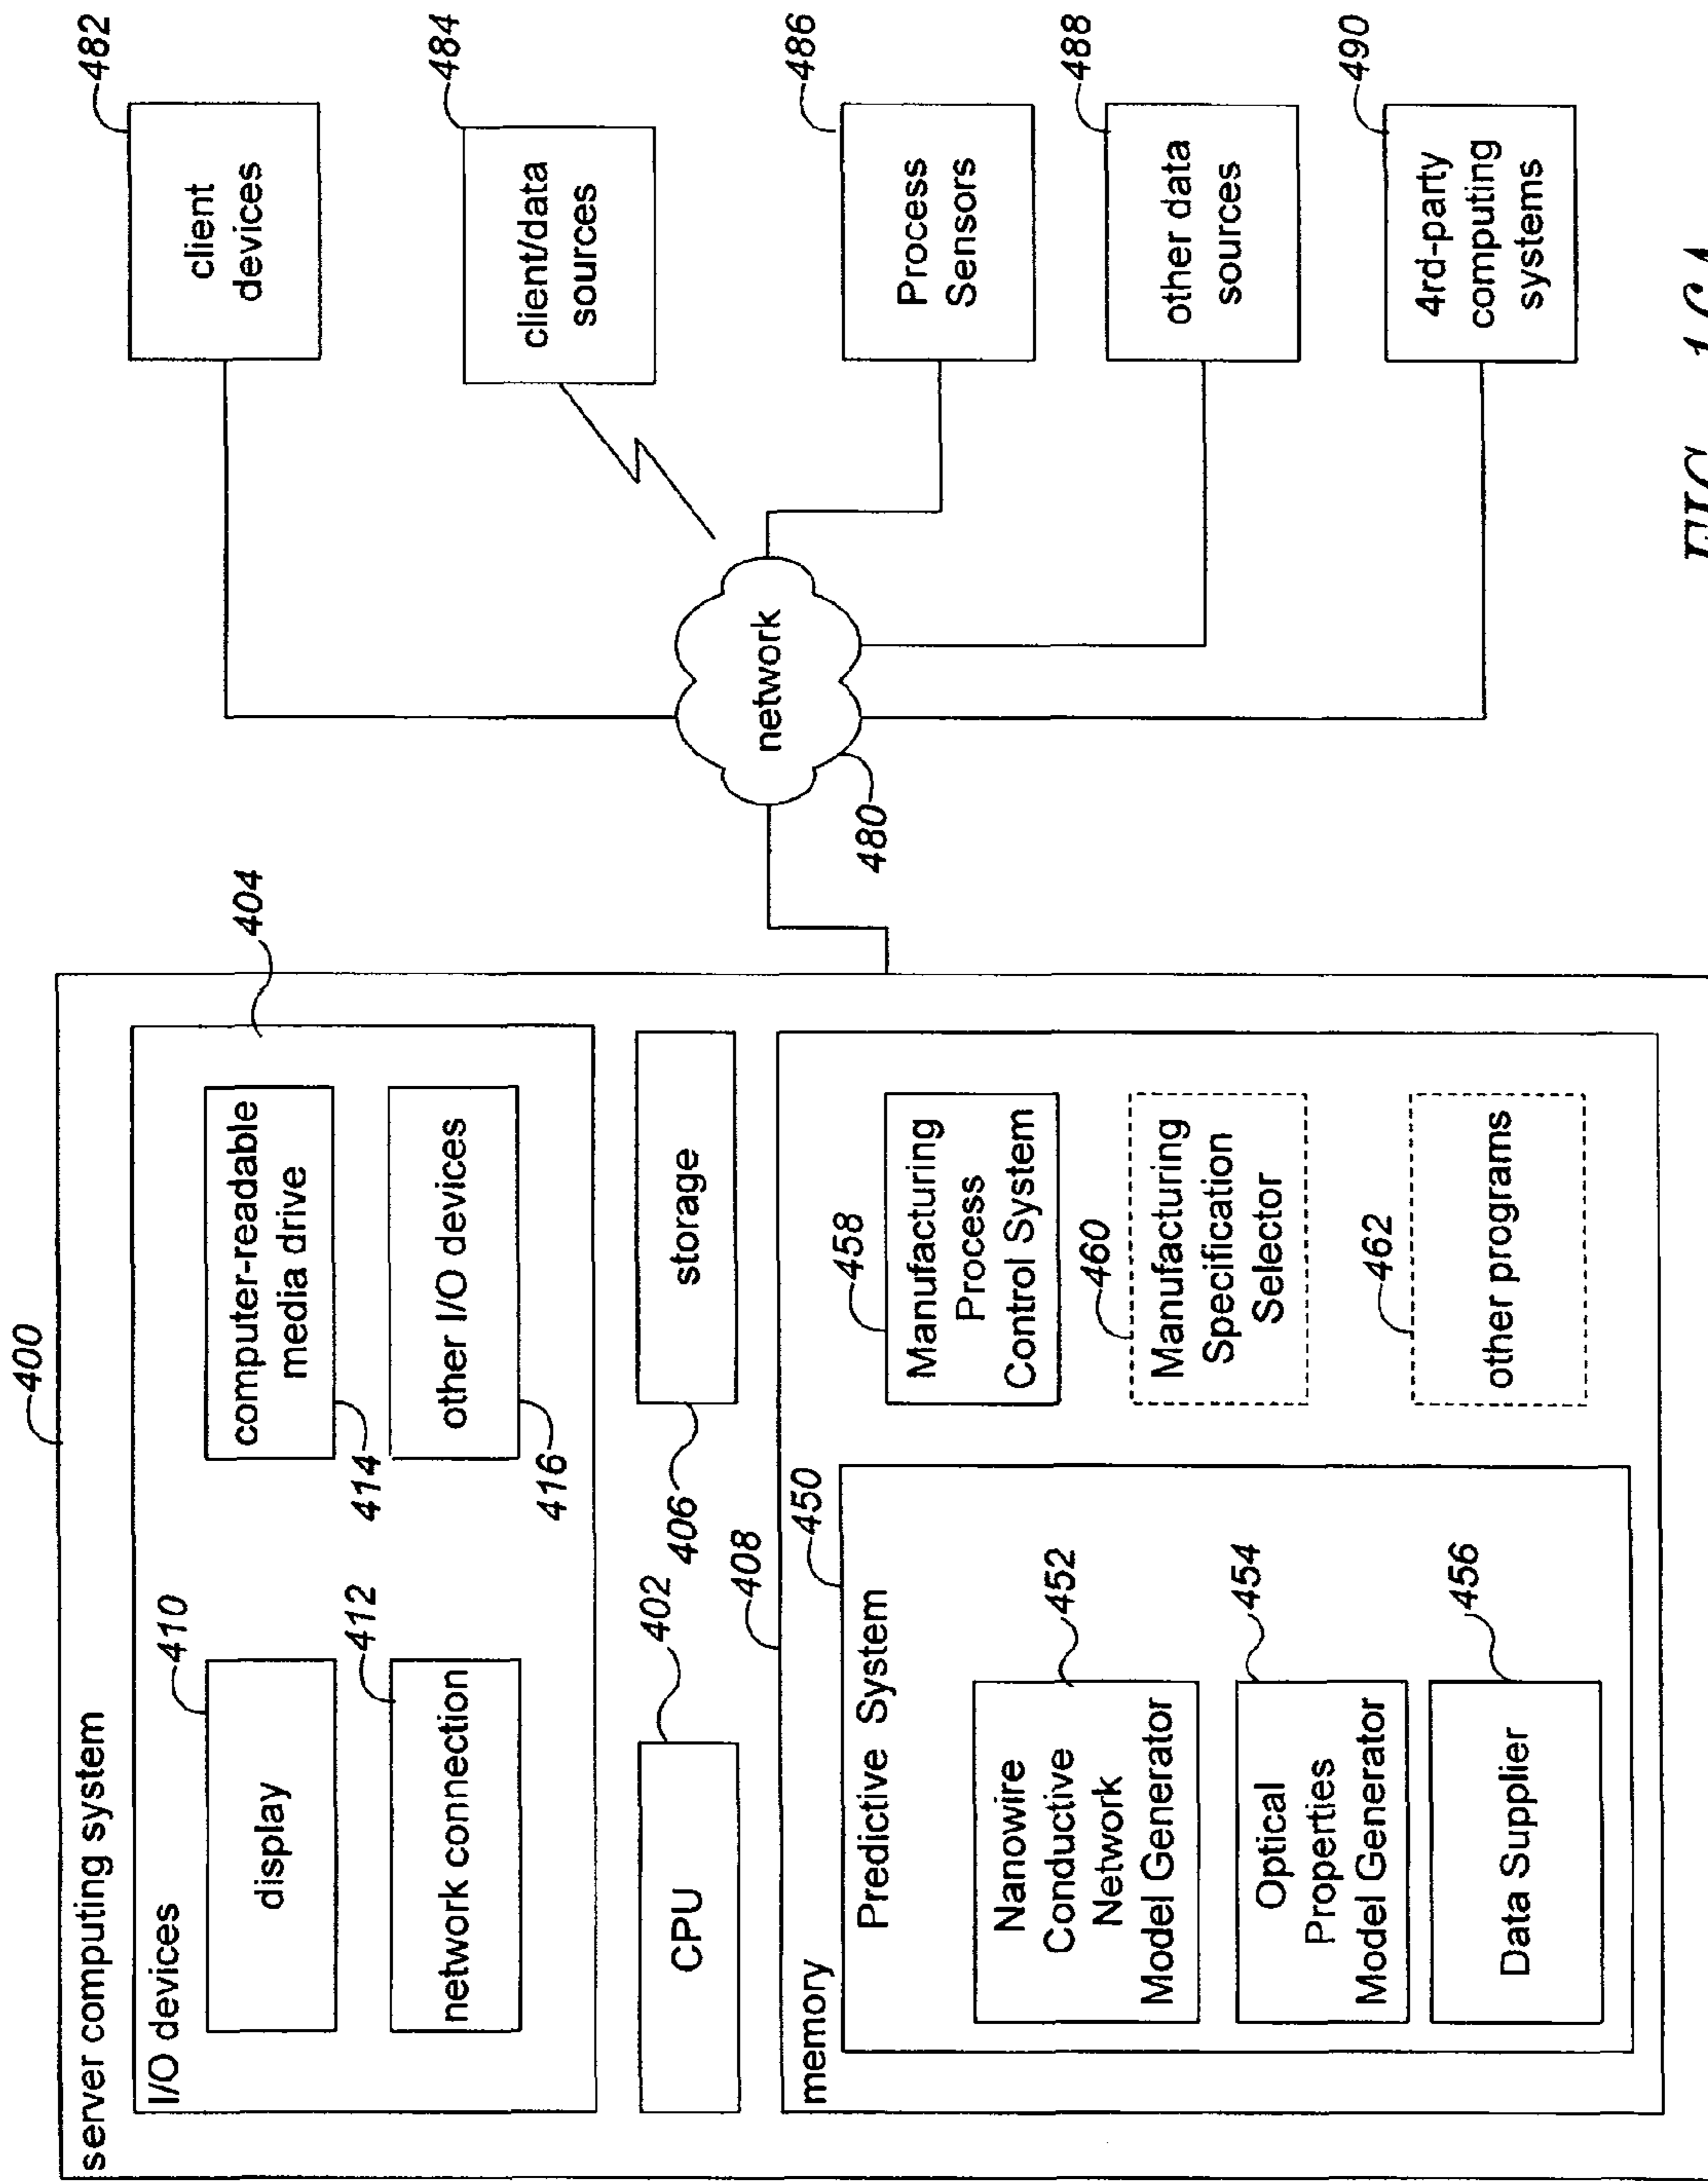 server computing system
400
I/O devices
404
display
410
computer-readable
media drive
414
network connection
412
other I/O devices
416
CPU
402
storage
406
memory
408
Predictive System
450
Nanowire
Conductive
Network
Model Generator
452
Optical
Properties
Model Generator
454
Data Supplier
456
Manufacturing
Process
Control System
458
Manufacturing
Specification
Selector
460
other programs
462
network
480
client
devices
482
client/data
sources
484
Process
Sensors
486
other data
sources
488
4rd-party
computing
systems
490